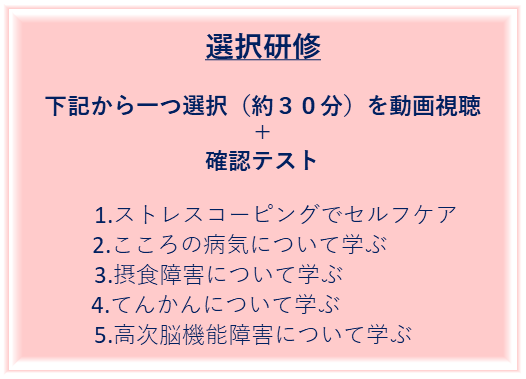 選択研修
下記から一つ選択（約３０分）を動画視聴
＋
確認テスト
1.ストレスコーピングでセルフケア
2.こころの病気について学ぶ
3.摂食障害について学ぶ
4.てんかんについて学ぶ
5.高次脳機能障害について学ぶ